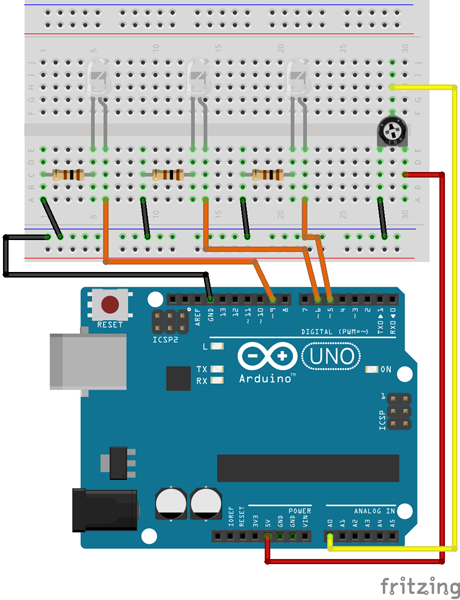 1 5 10 15 20 25 30
J
I
H
G
F
E
D
C
B
A
1 5 10 15 20 25 30
RESET
ICSP2
AREF
GND
13
12
~11
~10
~9
8
7
~6
~5
4
~3
2
TX0 ▶ 1
RX0 ◀ 0
DIGITAL (PWM=~)
L
TX
RX
UNO
Arduino™
ON
1
ICSP
POWER
ANALOG IN
IOREF
RESET
3V3
5V
GND
GND
VIN
A0
A1
A2
A3
A4
A5
fritzing